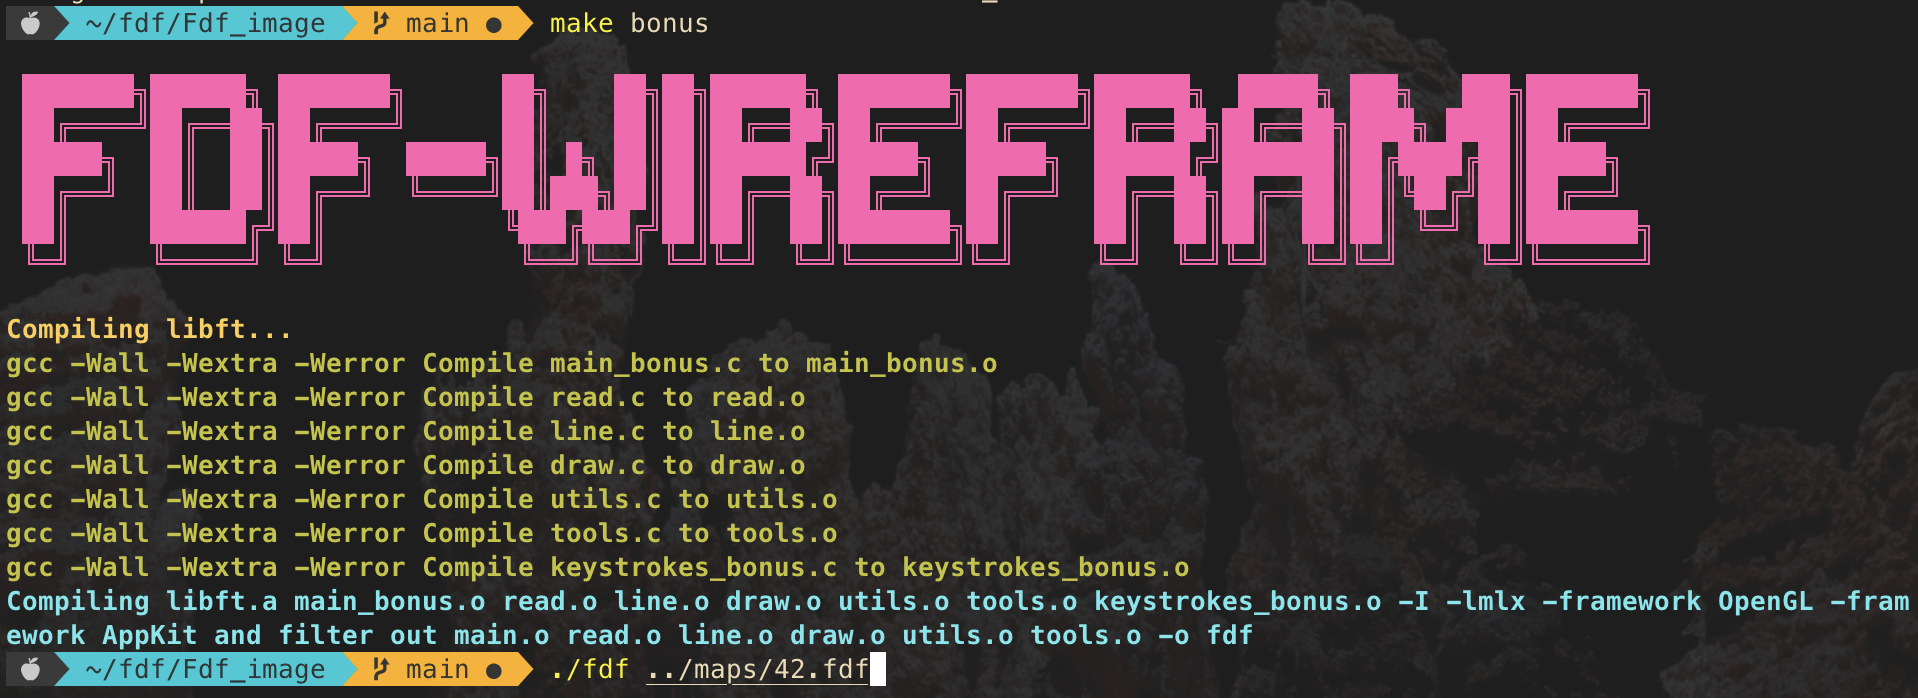 ~/fdf/Fdf_image main ● make bonus
FDF-WIREFRAME
Compiling libft...
gcc -Wall -Wextra -Werror Compile main_bonus.c to main_bonus.o
gcc -Wall -Wextra -Werror Compile read.c to read.o
gcc -Wall -Wextra -Werror Compile line.c to line.o
gcc -Wall -Wextra -Werror Compile draw.c to draw.o
gcc -Wall -Wextra -Werror Compile utils.c to utils.o
gcc -Wall -Wextra -Werror Compile tools.c to tools.o
gcc -Wall -Wextra -Werror Compile keystrokes_bonus.c to keystrokes_bonus.o
Compiling libft.a main_bonus.o read.o line.o draw.o utils.o tools.o keystrokes_bonus.o -I -lmlx -framework OpenGL -fram
ework AppKit and filter out main.o read.o line.o draw.o utils.o tools.o -o fdf
~/fdf/Fdf_image main ● ./fdf ../maps/42.fdf